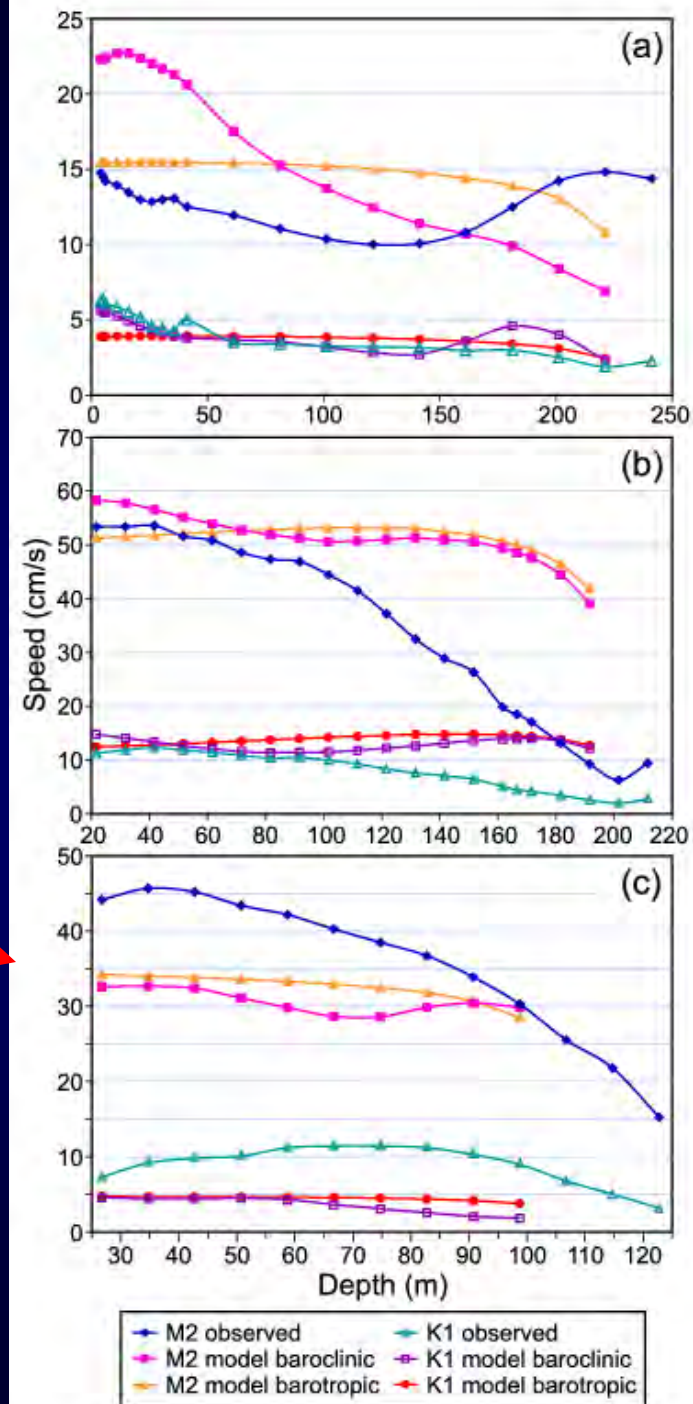 (a)
25
20
15
10
5
0
0 50 100 150 200 250
(b)
70
60
50
40
30
20
10
0
20 40 60 80 100 120 140 160 180 200 220
Speed (cm/s)
(c)
50
40
30
20
10
0
30 40 50 60 70 80 90 100 110 120
Depth (m)
M2 observed K1 observed
M2 model baroclinic K1 model baroclinic
M2 model barotropic K1 model barotropic